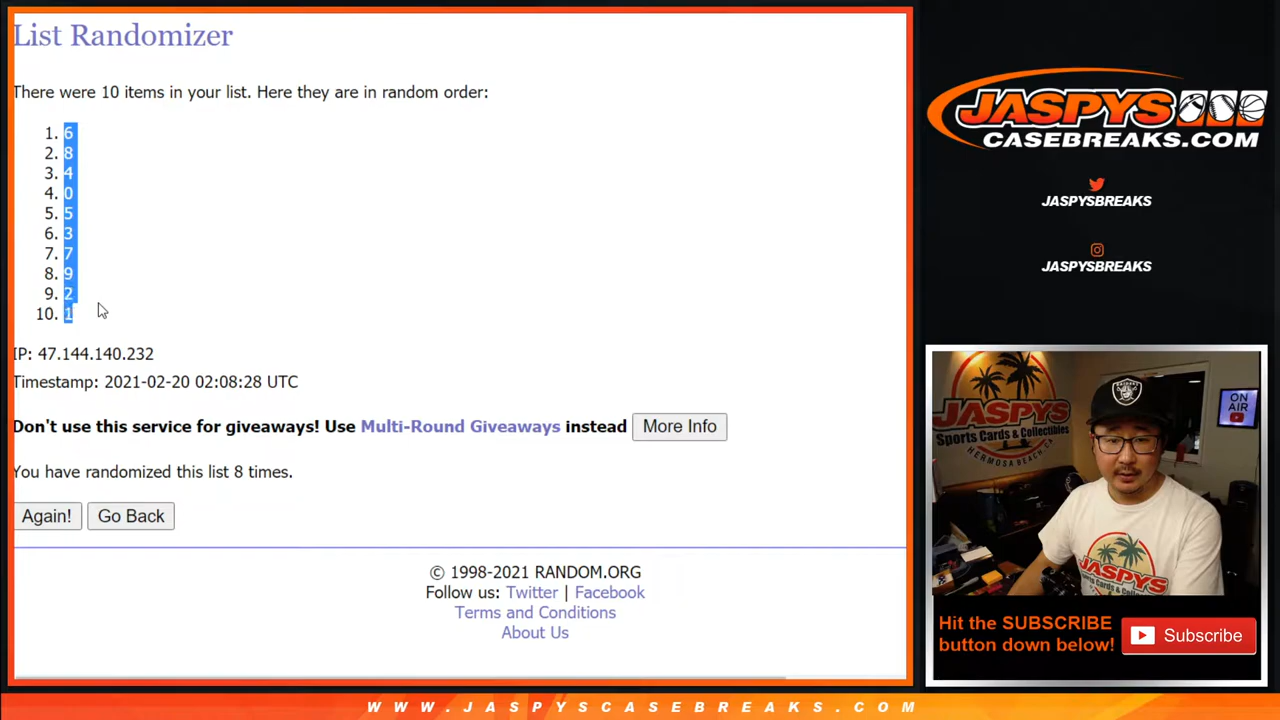 List Randomizer
There were 10 items in your list. Here they are in random order:
1. 6
2. 8
3. 4
4. 0
5. 5
6. 3
7. 7
8. 9
9. 2
10. 1
IP: 47.144.140.232
Timestamp: 2021-02-20 02:08:28 UTC
Don't use this service for giveaways! Use Multi-Round Giveaways instead More Info
You have randomized this list 8 times.
Again! Go Back
© 1998-2021 RANDOM.ORG
Follow us: Twitter | Facebook
Terms and Conditions
About Us
JASPYS
CASEBREAKS.COM
JASPYSBREAKS
JASPYSBREAKS
JASPYS
Sports Cards & Collectibles
HERMOSA BEACH, CA
ON
AIR
RAIDERS
JASPYS
Sports Cards & Collectibles
Hit the SUBSCRIBE
button down below!
Subscribe
WWW.JASPYSCASEBREAKS.COM